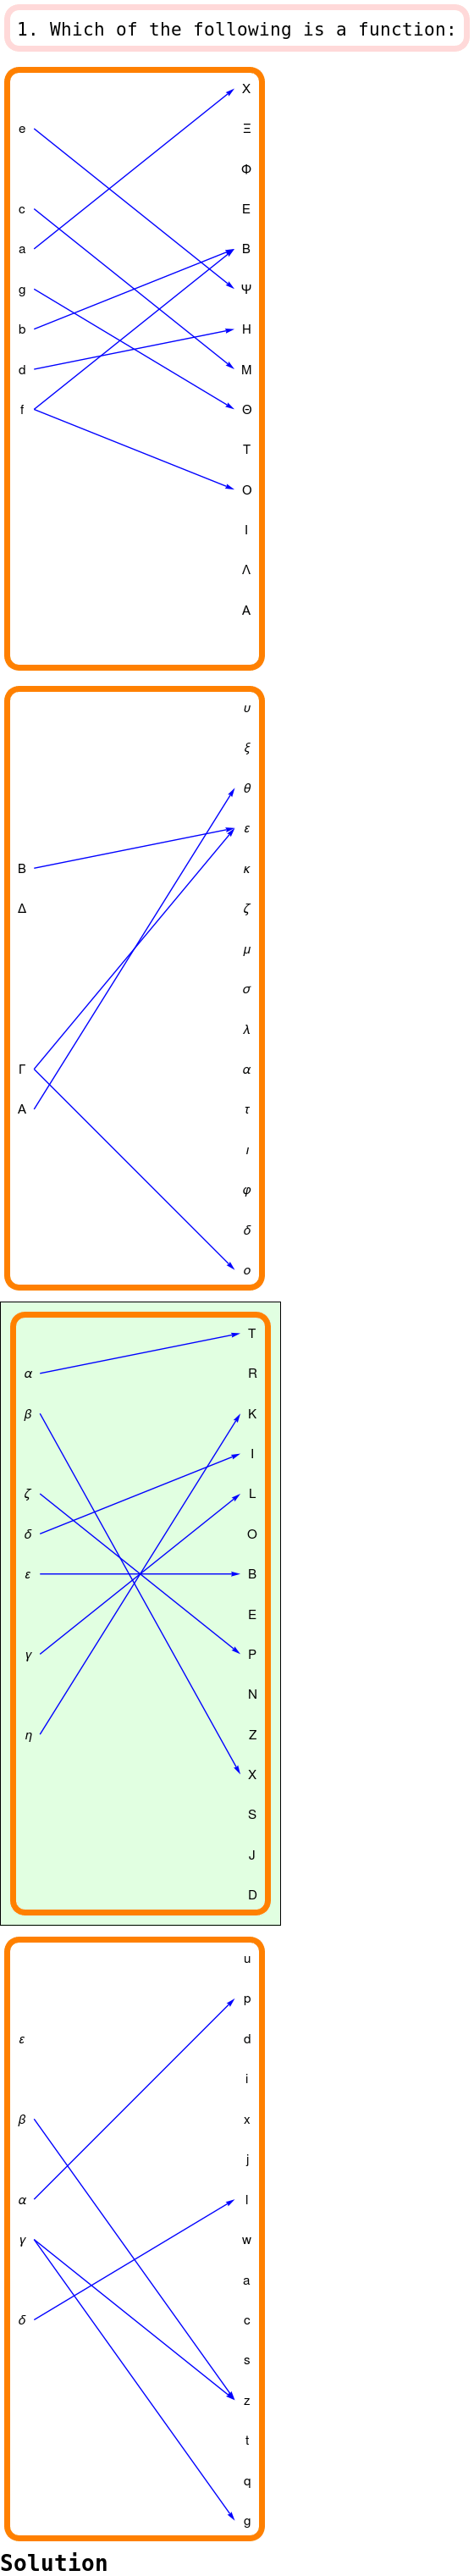 1. Which of the following is a function:
X
e Ξ
Φ
c E
a B
g Ψ
b H
d M
f Θ
T
O
I
Λ
A
υ
ξ
θ
ε
B κ
Δ ζ
μ
σ
λ
Γ α
A τ
ι
φ
δ
ο
T
α R
β K
I
ζ L
δ O
ε B
E
γ P
N
η Z
X
S
J
D
u
p
ε d
i
β x
j
α l
γ w
a
δ c
s
z
t
q
g
Solution